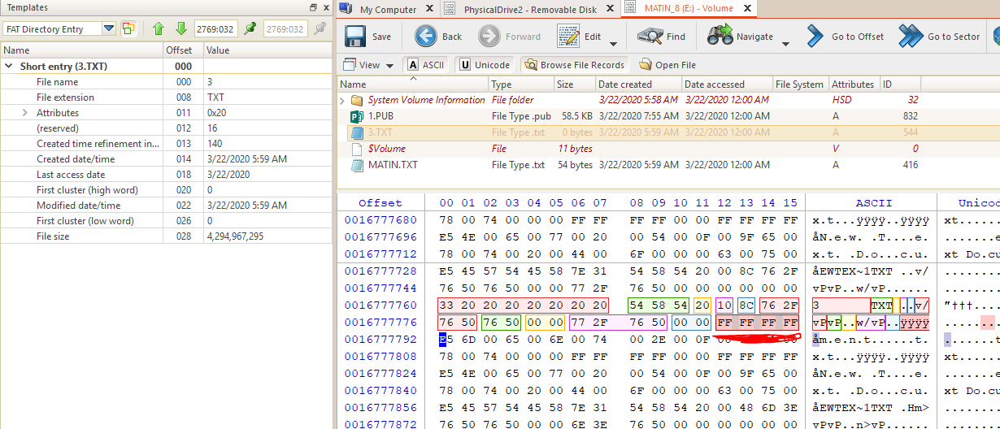 Templates
My Computer PhysicalDrive2 - Removable Disk MATIN_8 (E:) - Volume
FAT Directory Entry 2769:032 2769:032
Save Back Forward Edit Find Navigate Go to Offset Go to Sector
View ASCII Unicode Browse File Records Open File
Name Offset Value
Short entry (3.TXT) 000
File name 000 3
File extension 008 TXT
Attributes 011 0x20
(reserved) 012 16
Created time refinement in... 013 140
Created date/time 014 3/22/2020 5:59 AM
Last access date 018 3/22/2020
First cluster (high word) 020 0
Modified date/time 022 3/22/2020 5:59 AM
First cluster (low word) 026 0
File size 028 4,294,967,295
Name Type Size Date created Date accessed File System Attributes ID
System Volume Information File folder 3/22/2020 5:58 AM 3/22/2020 12:00 AM HSD 32
1.PUB File Type .pub 58.5 KB 3/22/2020 7:55 AM 3/22/2020 12:00 AM A 832
3.TXT File Type .txt 0 bytes 3/22/2020 5:59 AM 3/22/2020 12:00 AM A 544
$Volume File 11 bytes V 0
MATIN.TXT File Type .txt 54 bytes 3/22/2020 5:59 AM 3/22/2020 12:00 AM A 416
Offset 00 01 02 03 04 05 06 07 08 09 10 11 12 13 14 15 ASCII Unicod
0016777680 78 00 74 00 00 00 FF FF FF FF 00 00 FF FF FF FF x.t...ÿÿÿÿ..ÿÿÿÿ xt......
0016777696 E5 4E 00 65 00 77 00 20 00 54 00 0F 00 9F 65 00 åN.e.w. .T....e. ........
0016777712 78 00 74 00 20 00 44 00 6F 00 00 00 63 00 75 00 x.t. .D.o...c.u. xt Do.cu
0016777728 E5 45 57 54 45 58 7E 31 54 58 54 20 00 8C 76 2F åEWTEX~1TXT ..v/
0016777744 76 50 76 50 00 00 77 2F 76 50 00 00 00 00 00 00 vPvP..w/vP......
0016777760 33 20 20 20 20 20 20 20 54 58 54 20 10 8C 76 2F 3 TXT ..v/ "†††....
0016777776 76 50 76 50 00 00 77 2F 76 50 00 00 FF FF FF FF vPvP..w/vP..ÿÿÿÿ
0016777792 E5 6D 00 65 00 6E 00 74 00 2E 00 0F 00 00 åm.e.n.t......t.
0016777808 78 00 74 00 00 00 FF FF FF FF 00 00 FF FF FF FF x.t...ÿÿÿÿ..ÿÿÿÿ xt......
0016777824 E5 4E 00 65 00 77 00 20 00 54 00 0F 00 9F 65 00 åN.e.w. .T....e. ........
0016777840 78 00 74 00 20 00 44 00 6F 00 00 00 63 00 75 00 x.t. .D.o...c.u. xt Do.cu
0016777856 E5 45 57 54 45 58 7E 31 54 58 54 20 00 48 6D 3E åEWTEX~1TXT .Hm>
0016777872 76 50 76 50 00 00 6E 3E 76 50 00 00 00 00 00 00 vPvP..n>vP......